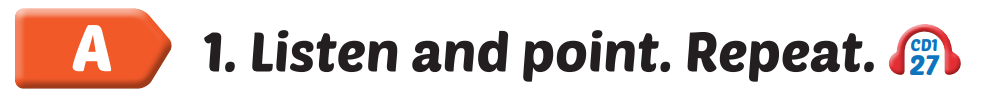 A 1. Listen and point. Repeat. CD1 27